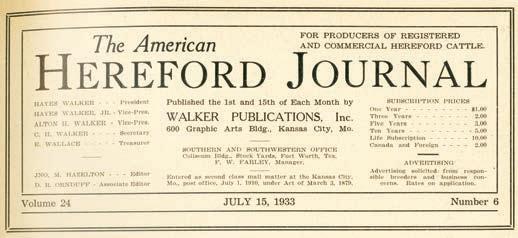 The American
HEREFORD JOURNAL
FOR PRODUCERS OF REGISTERED
AND COMMERCIAL HEREFORD CATTLE.
HAYES WALKER - - - President
HAYES WALKER, JR. - Vice-Pres.
ALTON H. WALKER - Vice-Pres.
C. H. WALKER - - - Secretary
E. WALLACE - - - Treasurer
JNO. M. HAZELTON - - - Editor
D. R. ORNDUFF - Associate Editor
Published the 1st and 15th of Each Month by
WALKER PUBLICATIONS, Inc.
600 Graphic Arts Bldg., Kansas City, Mo.
SOUTHERN AND SOUTHWESTERN OFFICE
Coliseum Bldg., Stock Yards, Fort Worth, Tex.
F. W. FARLEY, Manager.
Entered as second class mail matter at the Kansas City,
Mo., post office, July 1, 1910, under Act of March 3, 1879.
SUBSCRIPTION PRICES
One Year - - - $1.00
Three Years - - - 2.00
Five Years - - - 3.00
Ten Years - - - 5.00
Life Subscription - - - 10.00
Canada and Foreign - - - 2.00
ADVERTISING
Advertising solicited from respon-
sible breeders and business con-
cerns. Rates on application.
Volume 24
JULY 15, 1933
Number 6